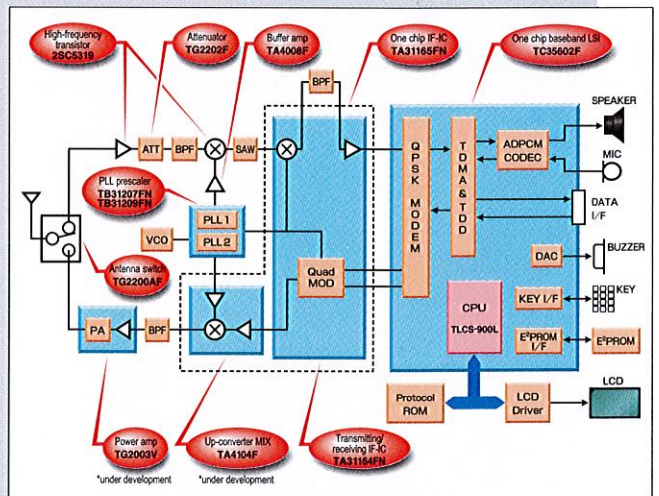 High-frequency
transistor
2SC5319
Attenuator
TG2202F
Buffer amp
TA4008F
One chip IF-IC
TA31165FN
One chip baseband LSI
TC35602F
BPF
SPEAKER
ATT
BPF
SAW
QPSK MODEM
TDMA & TDD
ADPCM
CODEC
MIC
PLL prescaler
TB31207FN
TB31209FN
PLL 1
PLL 2
VCO
DATA
I/F
Antenna switch
TG2200AF
Quad
MOD
DAC
BUZZER
CPU
TLCS-900L
KEY I/F
KEY
PA
BPF
E²PROM
I/F
E²PROM
Protocol
ROM
LCD
Driver
LCD
Power amp
TG2003V
*under development
Up-converter MIX
TA4104F
*under development
Transmitting/
receiving IF-IC
TA31164FN